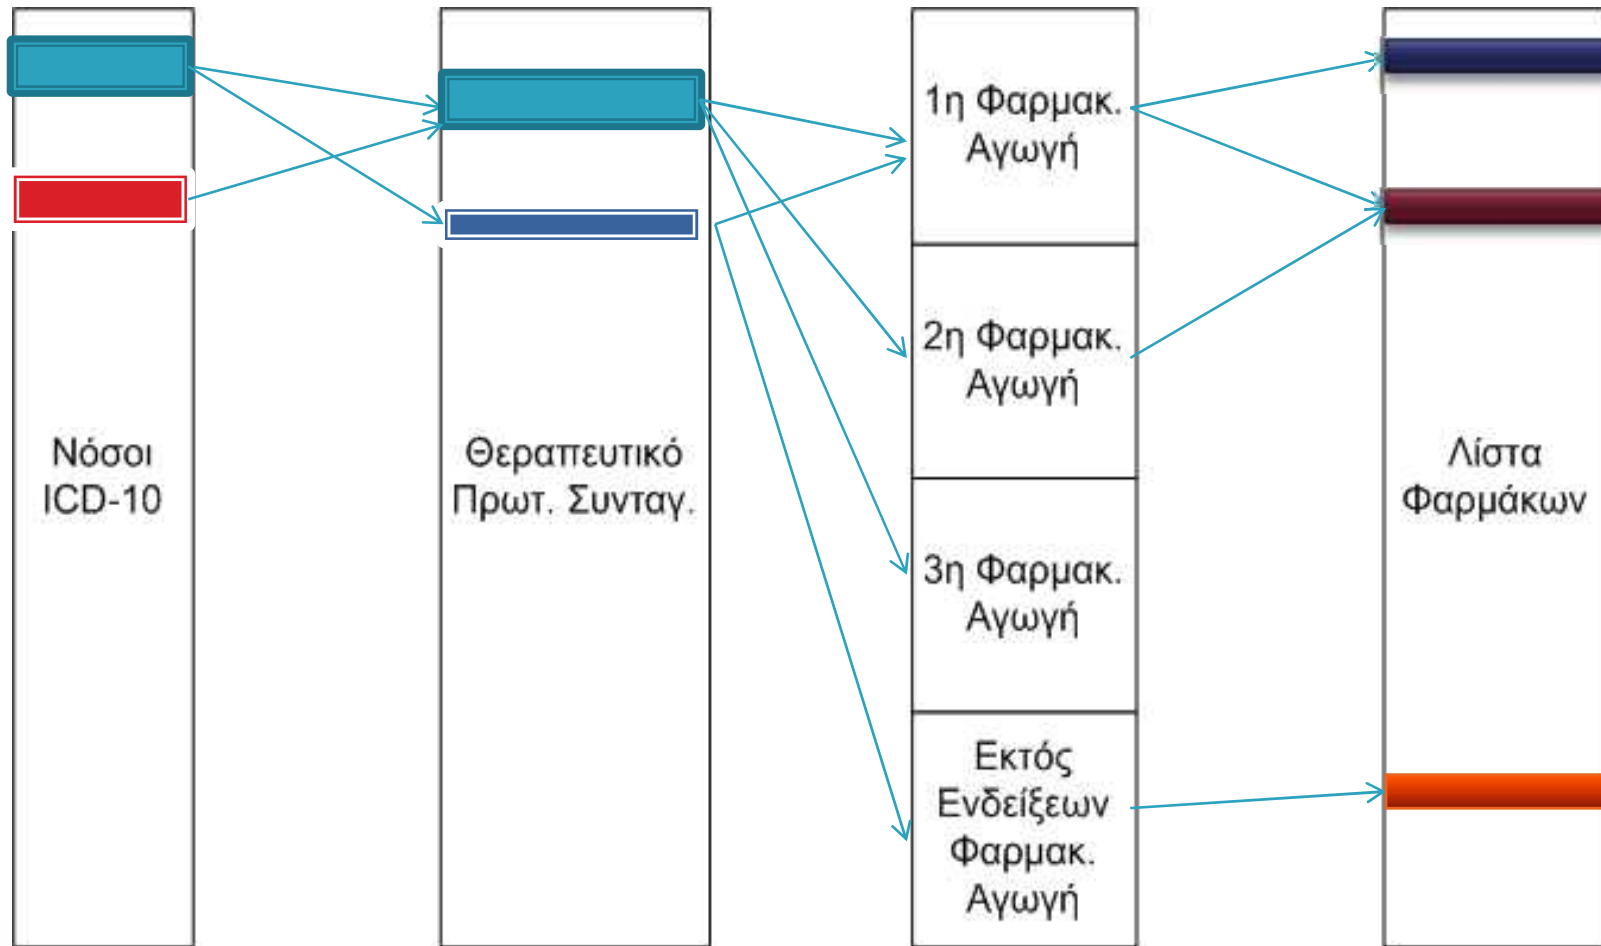 Νόσοι
ICD-10
Θεραπευτικό
Πρωτ. Συνταγ.
1η Φαρμακ.
Αγωγή
2η Φαρμακ.
Αγωγή
3η Φαρμακ.
Αγωγή
Εκτός
Ενδείξεων
Φαρμακ.
Αγωγή
Λίστα
Φαρμάκων